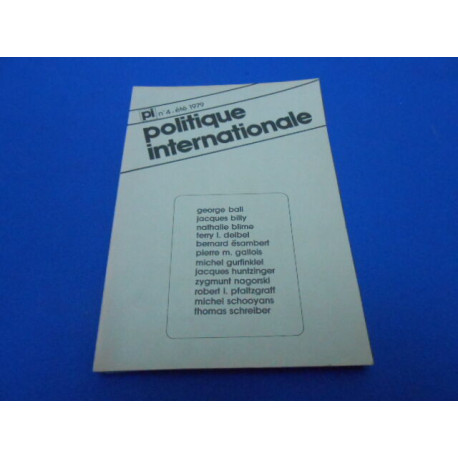 pi n°4 - été 1979
politique
internationale
george ball
jacques billy
nathalie blime
terry l. deibel
bernard ésambert
pierre m. gallois
michel gurfinkiel
jacques huntzinger
zygmunt nagorski
robert l. pfaltzgraff
michel schooyans
thomas schreiber